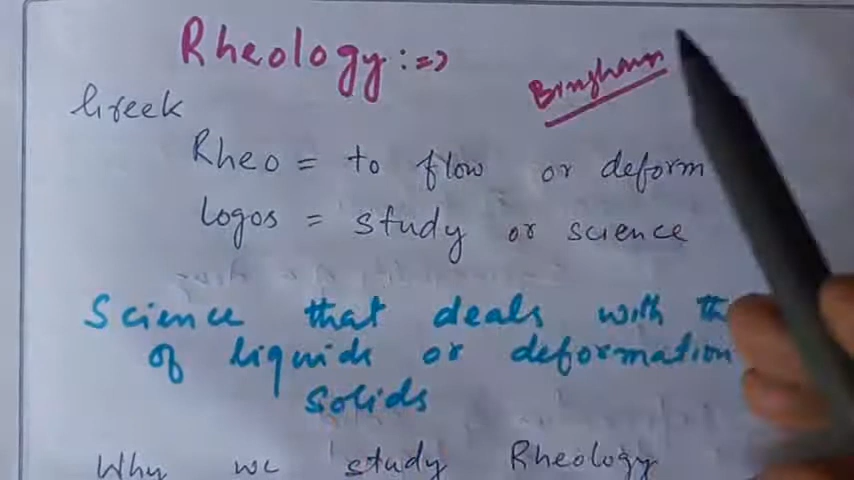 Rheology :=>
Bingham
Greek
Rheo = to flow or deform
Logos = study or science
Science that deals with th
of liquids or deformation
solids
Why we study Rheology